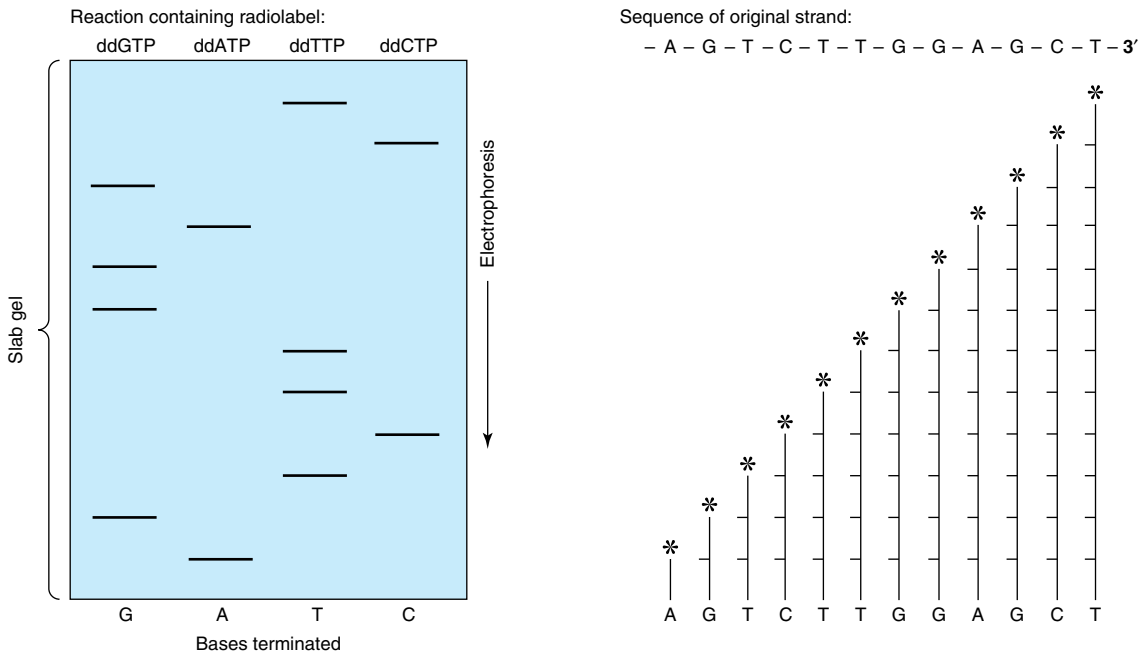 Reaction containing radiolabel:
ddGTP ddATP ddTTP ddCTP
Slab gel
Electrophoresis
G A T C
Bases terminated
Sequence of original strand:
– A – G – T – C – T – T – G – G – A – G – C – T – 3′
* * * * * * * * * * * *
A G T C T T G G A G C T